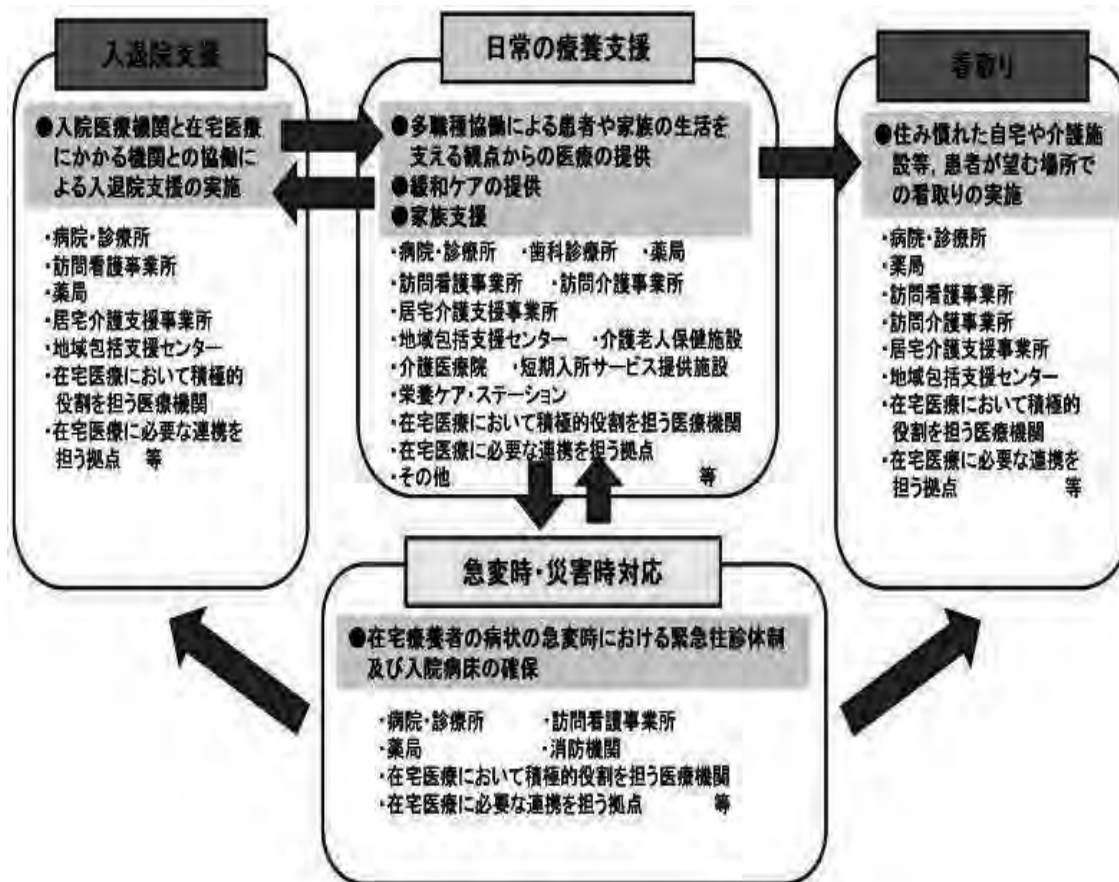 入退院支援
●入院医療機関と在宅医療
にかかる機関との協働に
よる入退院支援の実施
・病院・診療所
・訪問看護事業所
・薬局
・居宅介護支援事業所
・地域包括支援センター
・在宅医療において積極的
役割を担う医療機関
・在宅医療に必要な連携を
担う拠点　等
日常の療養支援
●多職種協働による患者や家族の生活を
支える観点からの医療の提供
●緩和ケアの提供
●家族支援
・病院・診療所　・歯科診療所　・薬局
・訪問看護事業所　・訪問介護事業所
・居宅介護支援事業所
・地域包括支援センター　・介護老人保健施設
・介護医療院　・短期入所サービス提供施設
・栄養ケア・ステーション
・在宅医療において積極的役割を担う医療機関
・在宅医療に必要な連携を担う拠点
・その他　等
看取り
●住み慣れた自宅や介護施
設等，患者が望む場所で
の看取りの実施
・病院・診療所
・薬局
・訪問看護事業所
・訪問介護事業所
・居宅介護支援事業所
・地域包括支援センター
・在宅医療において積極的
役割を担う医療機関
・在宅医療に必要な連携を
担う拠点　等
急変時・災害時対応
●在宅療養者の病状の急変時における緊急往診体制
及び入院病床の確保
・病院・診療所　・訪問看護事業所
・薬局　・消防機関
・在宅医療において積極的役割を担う医療機関
・在宅医療に必要な連携を担う拠点　等